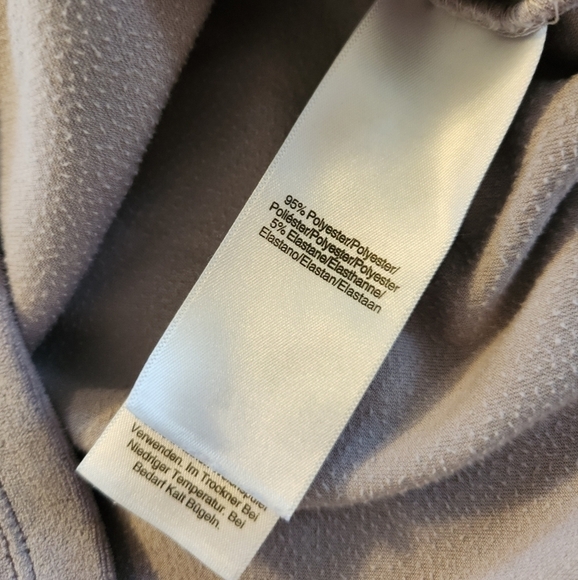 95% Polyester/Polyester/
Poliéster/Polyester/Polyester
5% Elastane/Elasthanne/
Elastano/Elastan/Elastaan
Verwenden. Im Trockner Bei
Niedriger Temperatur. Bei
Bedarf Kalt Bügeln.